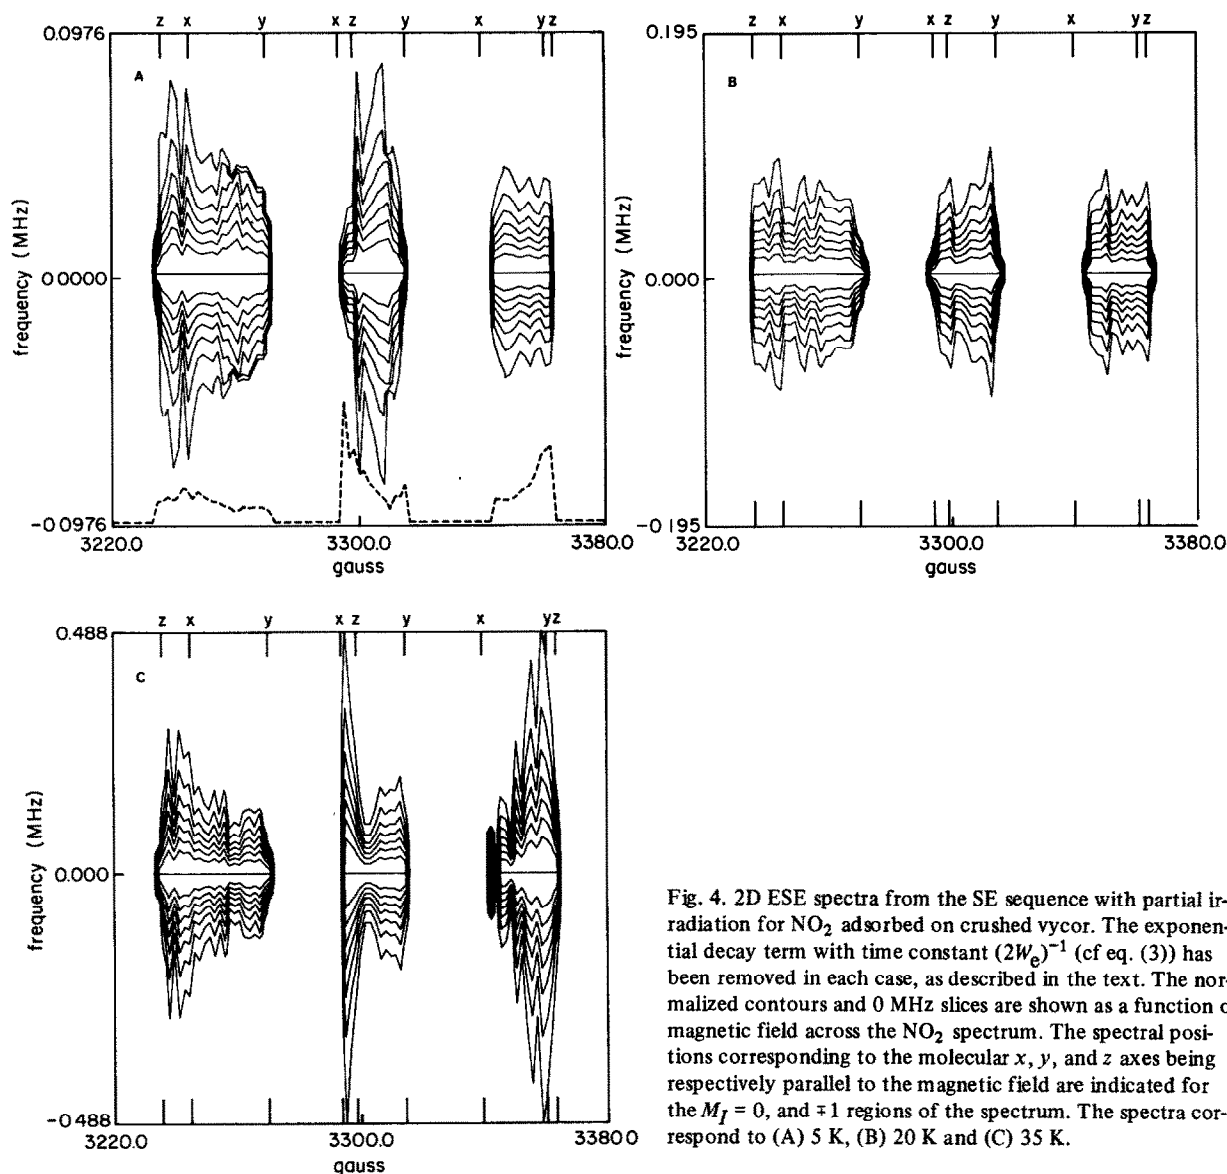 z x y x z y x y z
0.0976
A
frequency (MHz)
0.0000
-0.0976
3220.0 3300.0 3380.0
gauss
z x y x z y x y z
0.195
B
frequency (MHz)
0.000
-0.195
3220.0 3300.0 3380.0
gauss
z x y x z y x y z
0.488
C
frequency (MHz)
0.000
-0.488
3220.0 3300.0 3380.0
gauss
Fig. 4. 2D ESE spectra from the SE sequence with partial ir-
radiation for NO2 adsorbed on crushed vycor. The exponen-
tial decay term with time constant (2We)−1 (cf eq. (3)) has
been removed in each case, as described in the text. The nor-
malized contours and 0 MHz slices are shown as a function o
magnetic field across the NO2 spectrum. The spectral posi-
tions corresponding to the molecular x, y, and z axes being
respectively parallel to the magnetic field are indicated for
the MI = 0, and ∓1 regions of the spectrum. The spectra cor-
respond to (A) 5 K, (B) 20 K and (C) 35 K.